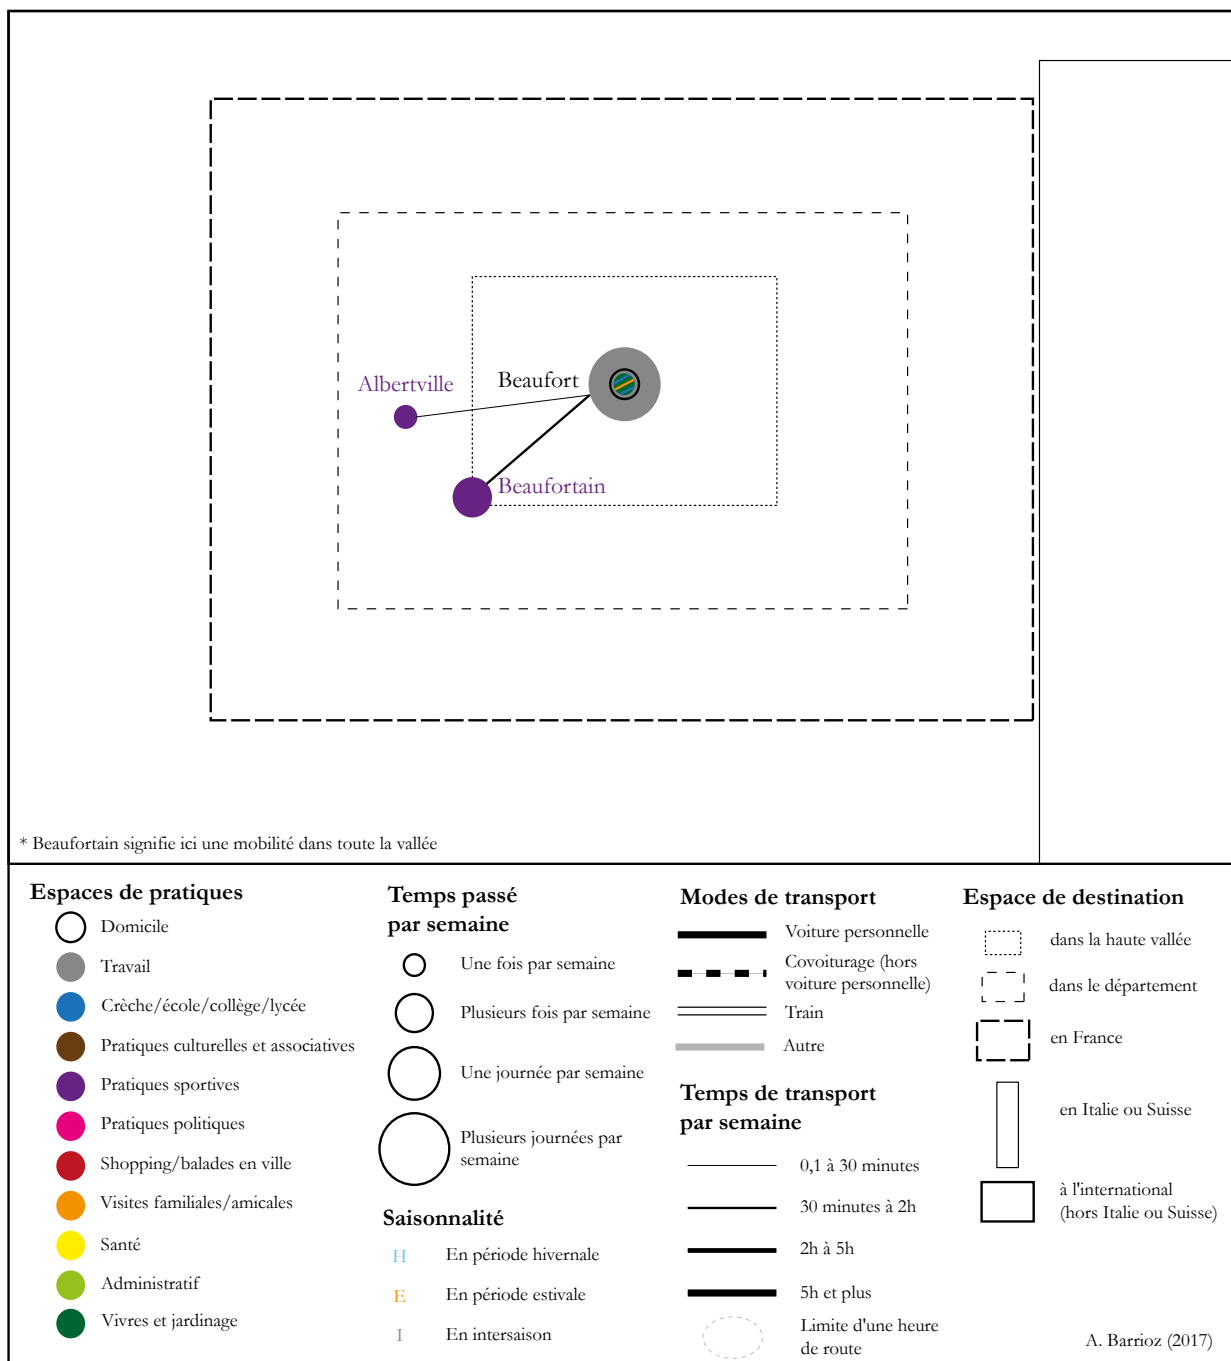 Albertville
Beaufort
Beaufortain
* Beaufortain signifie ici une mobilité dans toute la vallée
Espaces de pratiques
Domicile
Travail
Crèche/école/collège/lycée
Pratiques culturelles et associatives
Pratiques sportives
Pratiques politiques
Shopping/balades en ville
Visites familiales/amicales
Santé
Administratif
Vivres et jardinage
Temps passé
par semaine
Une fois par semaine
Plusieurs fois par semaine
Une journée par semaine
Plusieurs journées par
semaine
Saisonnalité
H En période hivernale
E En période estivale
I En intersaison
Modes de transport
Voiture personnelle
Covoiturage (hors
voiture personnelle)
Train
Autre
Temps de transport
par semaine
0,1 à 30 minutes
30 minutes à 2h
2h à 5h
5h et plus
Limite d'une heure
de route
Espace de destination
dans la haute vallée
dans le département
en France
en Italie ou Suisse
à l'international
(hors Italie ou Suisse)
A. Barrioz (2017)